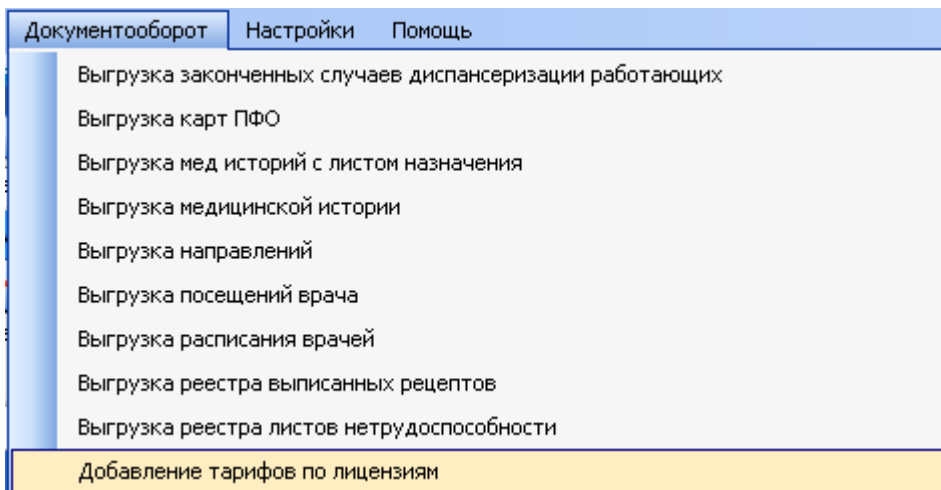 Документооборот Настройки Помощь
Выгрузка законченных случаев диспансеризации работающих
Выгрузка карт ПФО
Выгрузка мед историй с листом назначения
Выгрузка медицинской истории
Выгрузка направлений
Выгрузка посещений врача
Выгрузка расписания врачей
Выгрузка реестра выписанных рецептов
Выгрузка реестра листов нетрудоспособности
Добавление тарифов по лицензиям